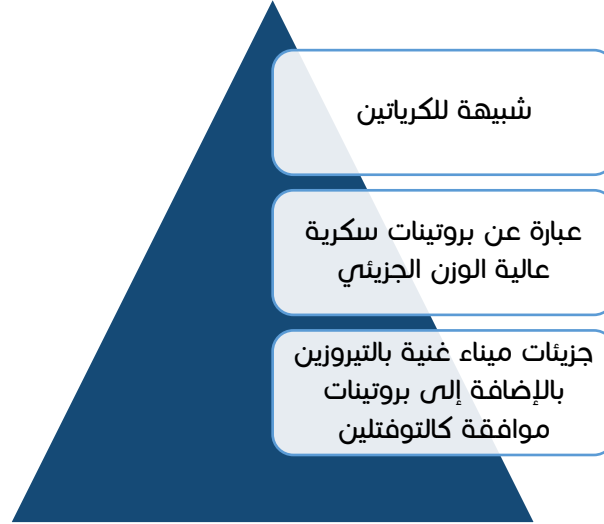 شبيهة للكرياتين
عبارة عن بروتينات سكرية
عالية الوزن الجزيئي
جزيئات ميناء غنية بالتيروزين
بالإضافة إلى بروتينات
موافقة كالتوفتلين